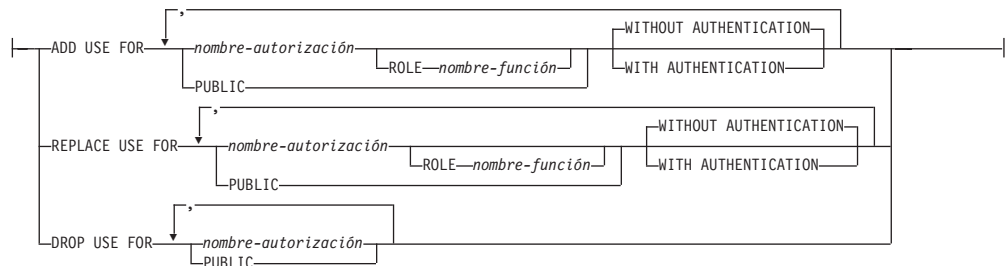 ,
WITHOUT AUTHENTICATION
ADD USE FOR nombre-autorización
ROLE nombre-función WITH AUTHENTICATION
PUBLIC
,
WITHOUT AUTHENTICATION
REPLACE USE FOR nombre-autorización
ROLE nombre-función WITH AUTHENTICATION
PUBLIC
,
DROP USE FOR nombre-autorización
PUBLIC